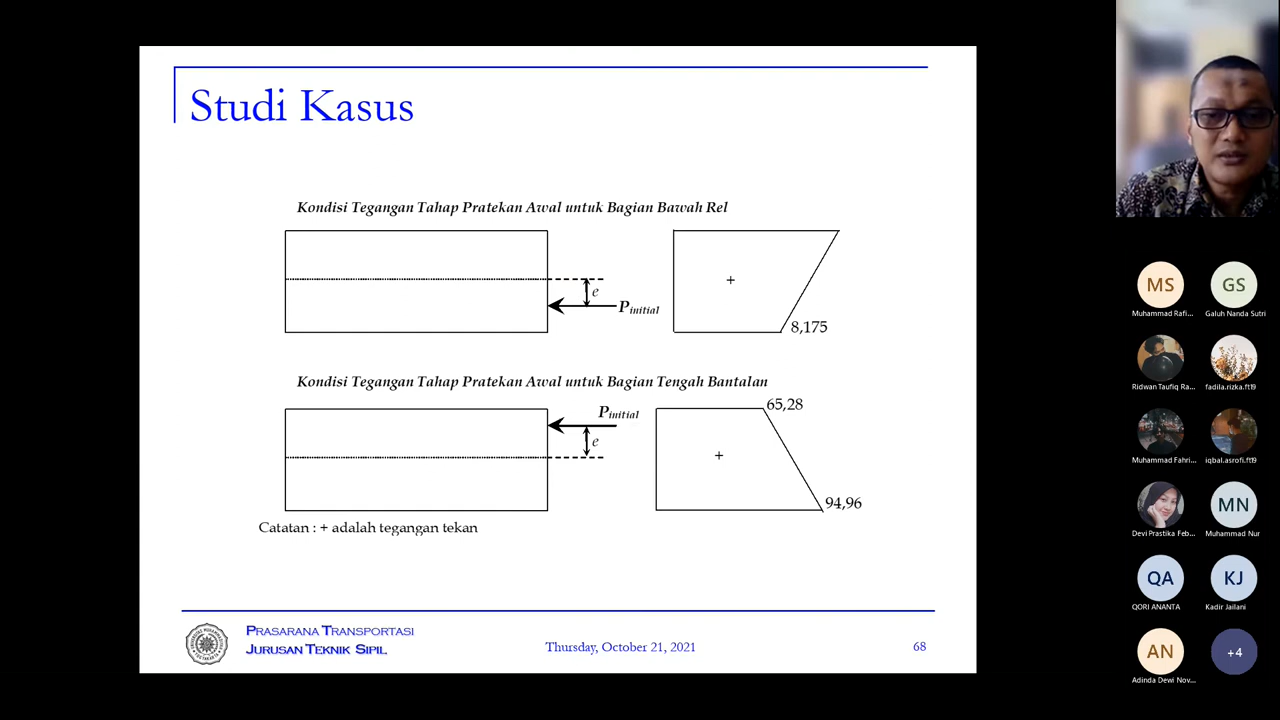 Studi Kasus
Kondisi Tegangan Tahap Pratekan Awal untuk Bagian Bawah Rel
+
e
Pinitial
8,175
Kondisi Tegangan Tahap Pratekan Awal untuk Bagian Tengah Bantalan
Pinitial
65,28
e
+
94,96
Catatan : + adalah tegangan tekan
PRASARANA TRANSPORTASI
JURUSAN TEKNIK SIPIL
Thursday, October 21, 2021
68
MS
GS
Muhammad Rafi...
Galuh Nanda Sutri
Ridwan Taufiq Ra...
fadila.rizka.ft19
Muhammad Fahri...
iqbal.asrofi.ft19
MN
Devi Prastika Feb...
Muhammad Nur
QA
KJ
QORI ANANTA
Kadir Jailani
AN
+4
Adinda Dewi Nov...